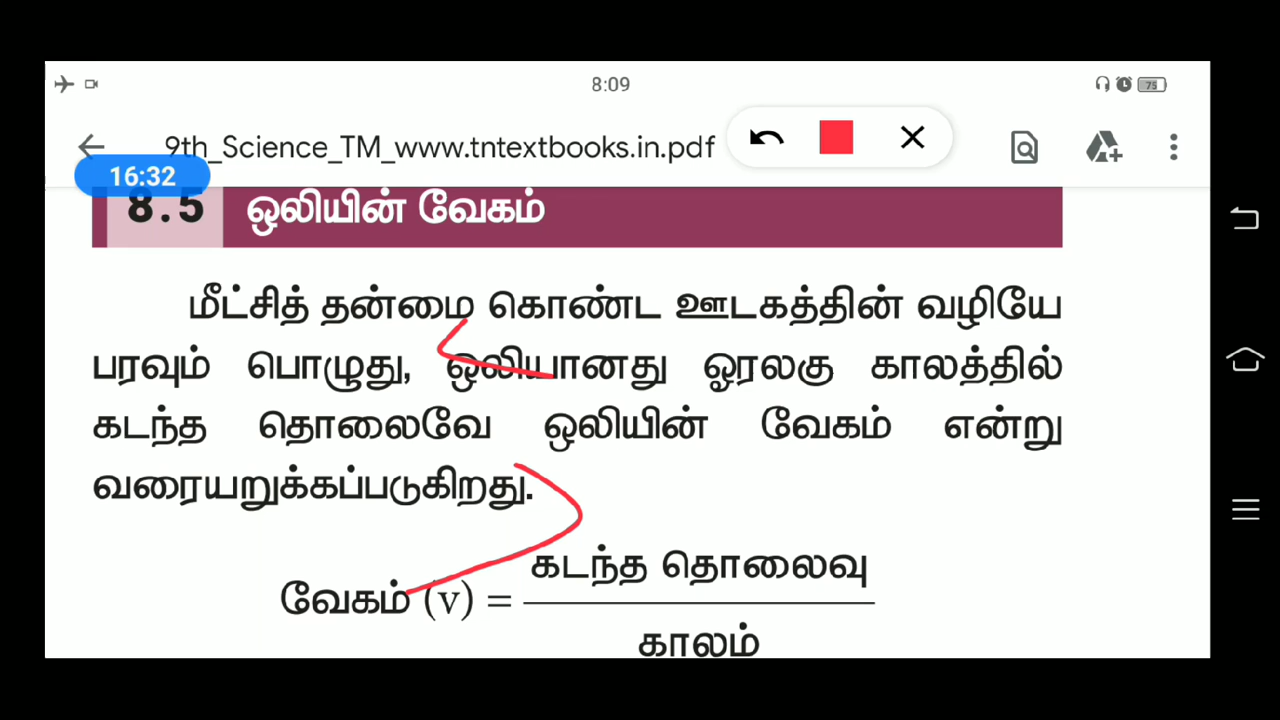 8:09
75
9th_Science_TM_www.tntextbooks.in.pdf
16:32
8.5 ஒலியின் வேகம்
மீட்சித் தன்மை கொண்ட ஊடகத்தின் வழியே
பரவும் பொழுது, ஒலியானது ஓரலகு காலத்தில்
கடந்த தொலைவே ஒலியின் வேகம் என்று
வரையறுக்கப்படுகிறது.
கடந்த தொலைவு
வேகம் (v) =
காலம்